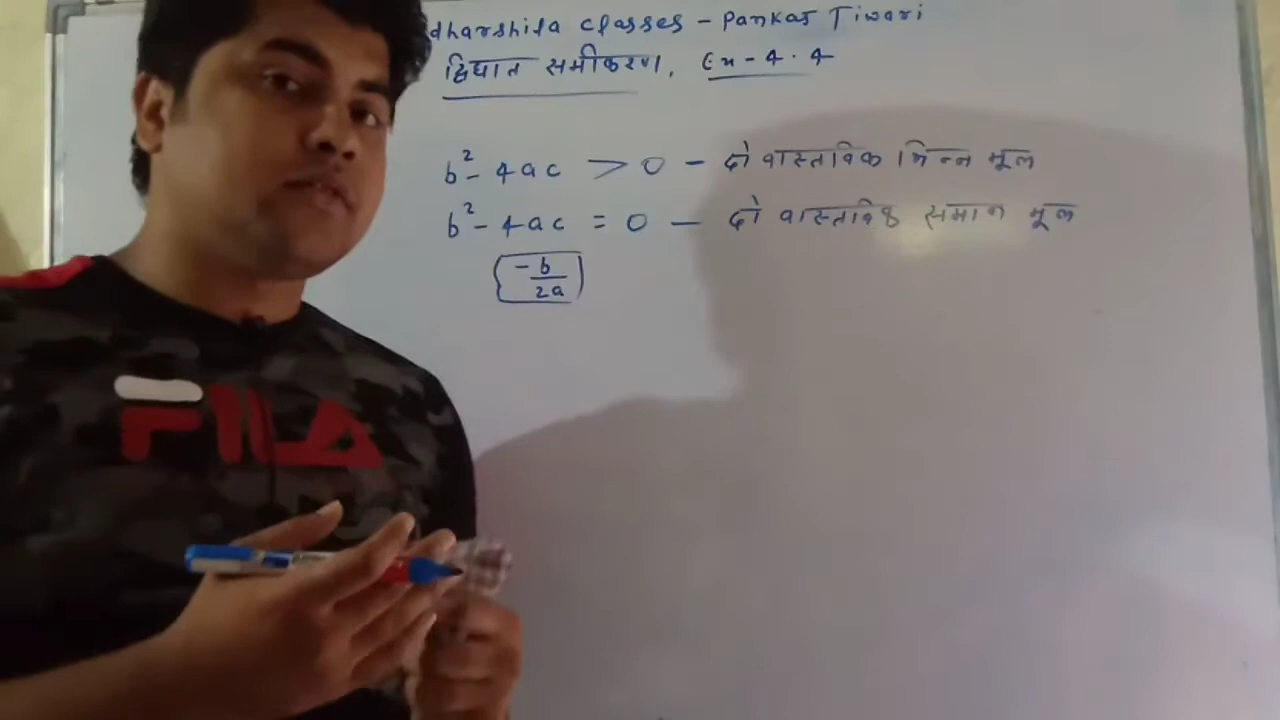 dharshila classes - Pankaj Tiwari
द्विघात समीकरण, Ex - 4.4
b² - 4ac > 0 - दो वास्तविक भिन्न मूल
b² - 4ac = 0 - दो वास्तविक समान मूल
-b
2a
FILA